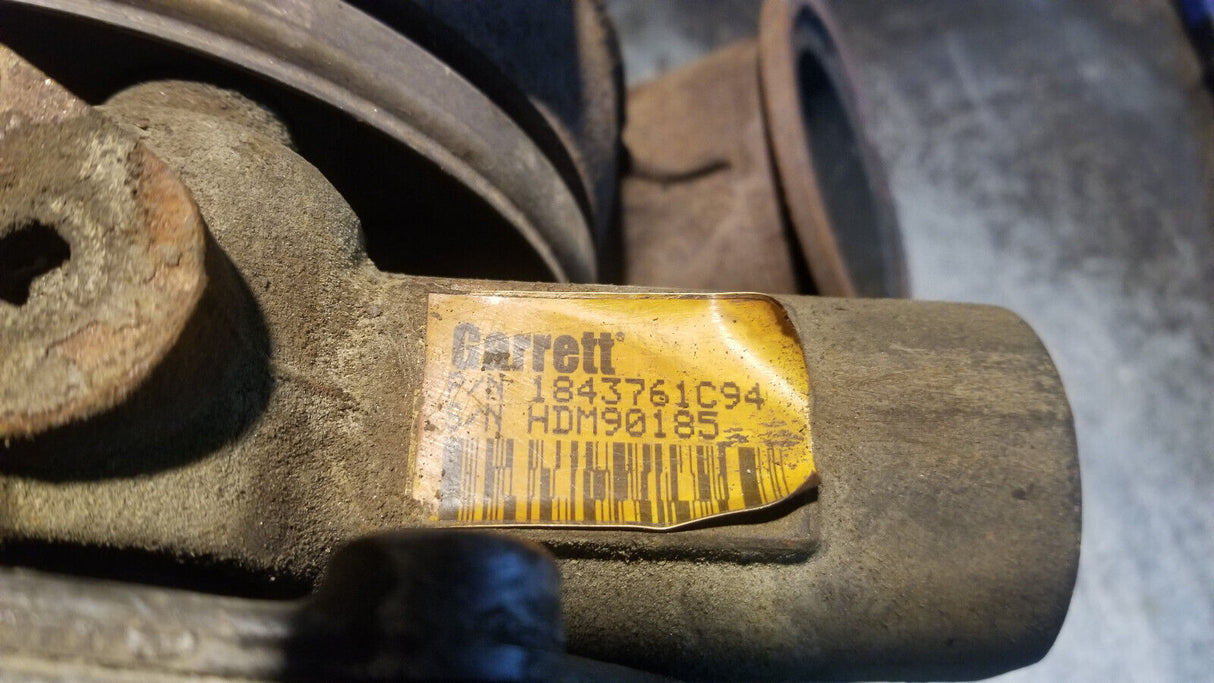 Garrett®
P/N 1843761C94
S/N HDM90185